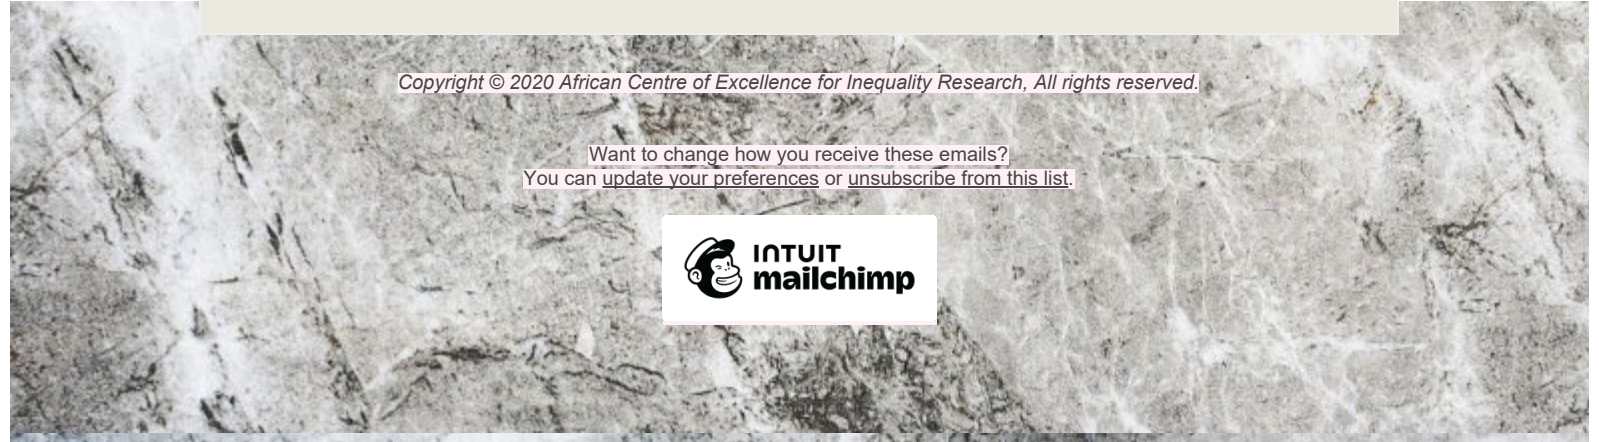 Copyright © 2020 African Centre of Excellence for Inequality Research, All rights reserved.
Want to change how you receive these emails?
You can update your preferences or unsubscribe from this list.
INTUIT
mailchimp